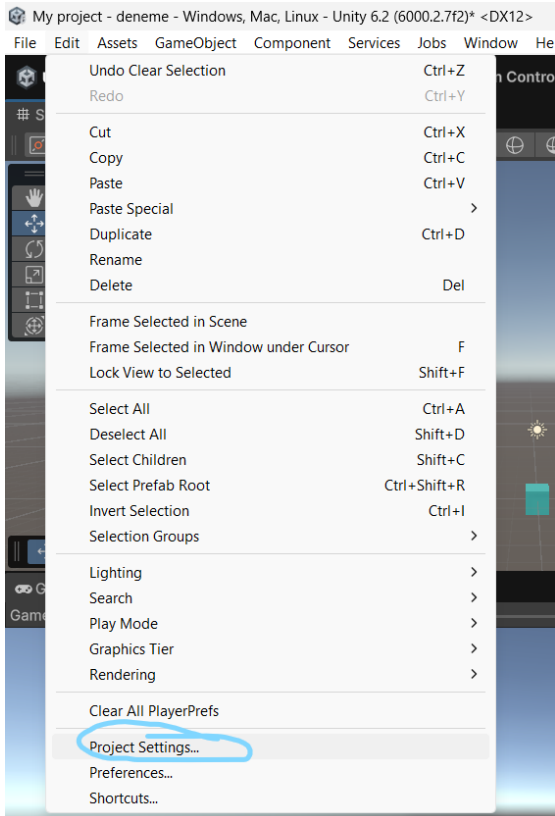 My project - deneme - Windows, Mac, Linux - Unity 6.2 (6000.2.7f2)* <DX12>
File Edit Assets GameObject Component Services Jobs Window He
Undo Clear Selection Ctrl+Z
Redo Ctrl+Y
Cut Ctrl+X
Copy Ctrl+C
Paste Ctrl+V
Paste Special
Duplicate Ctrl+D
Rename
Delete Del
Frame Selected in Scene
Frame Selected in Window under Cursor F
Lock View to Selected Shift+F
Select All Ctrl+A
Deselect All Shift+D
Select Children Shift+C
Select Prefab Root Ctrl+Shift+R
Invert Selection Ctrl+I
Selection Groups
Lighting
Search
Play Mode
Graphics Tier
Rendering
Clear All PlayerPrefs
Project Settings...
Preferences...
Shortcuts...
n Contro
S
G
Game